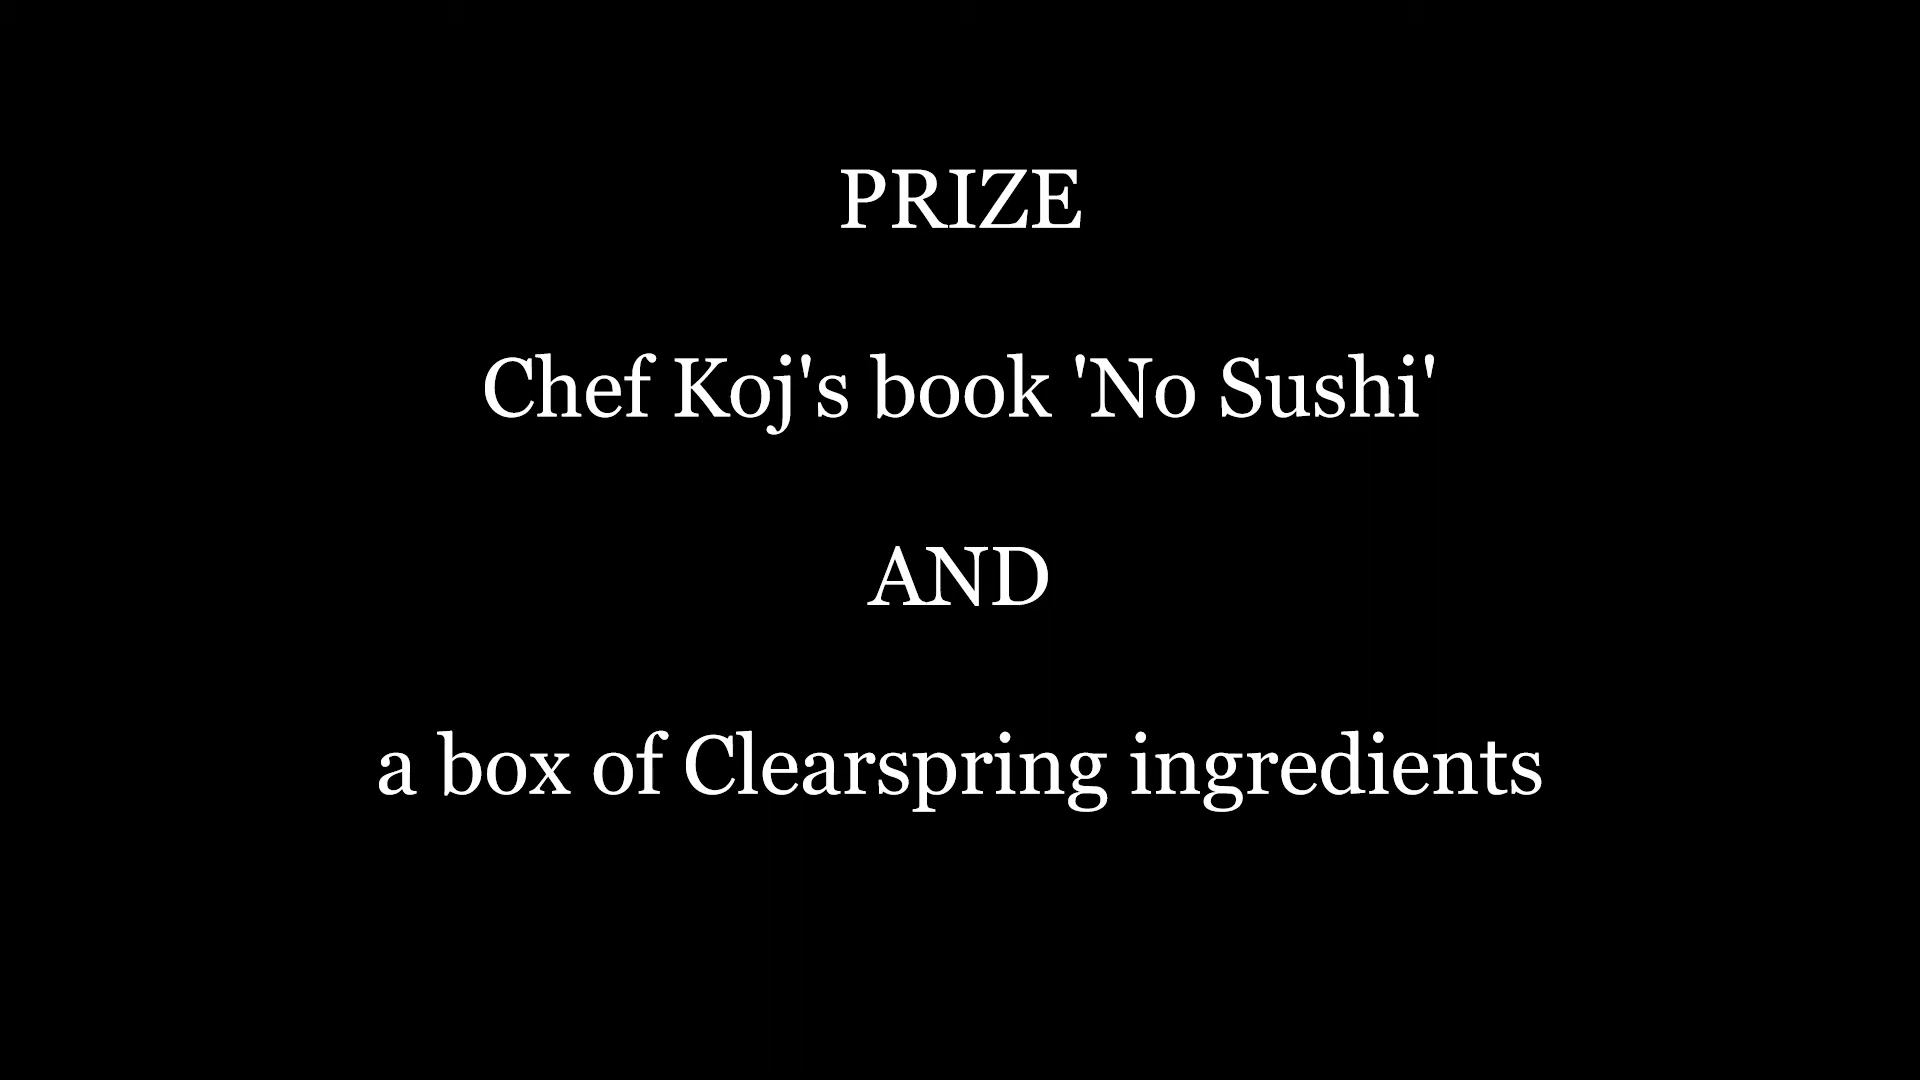 PRIZE
Chef Koj's book 'No Sushi'
AND
a box of Clearspring ingredients